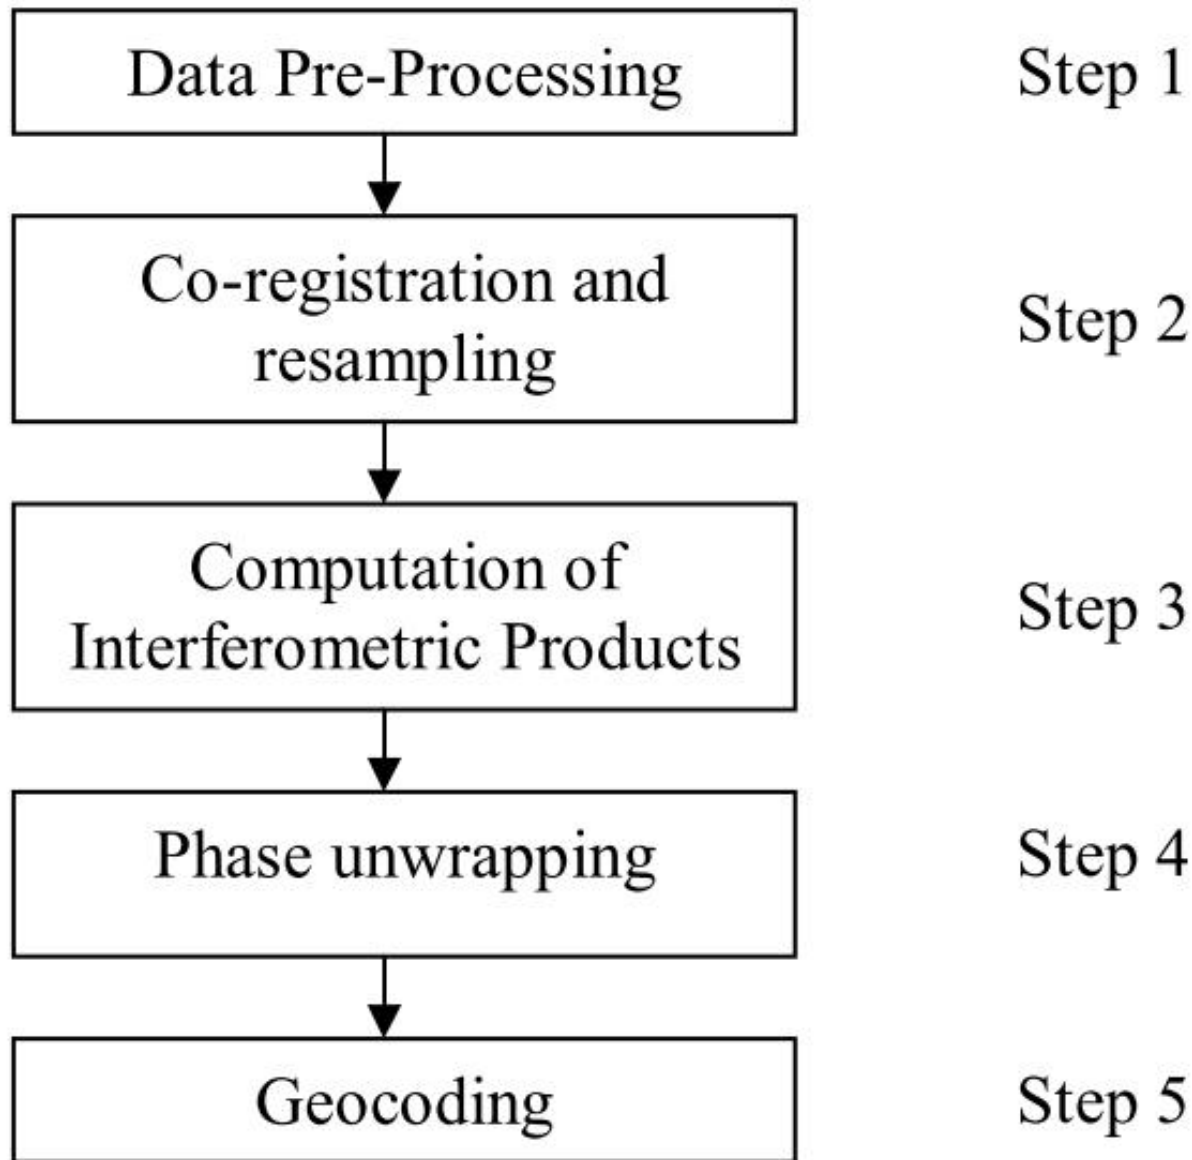 Data Pre-Processing
Step 1
Co-registration and
resampling
Step 2
Computation of
Interferometric Products
Step 3
Phase unwrapping
Step 4
Geocoding
Step 5